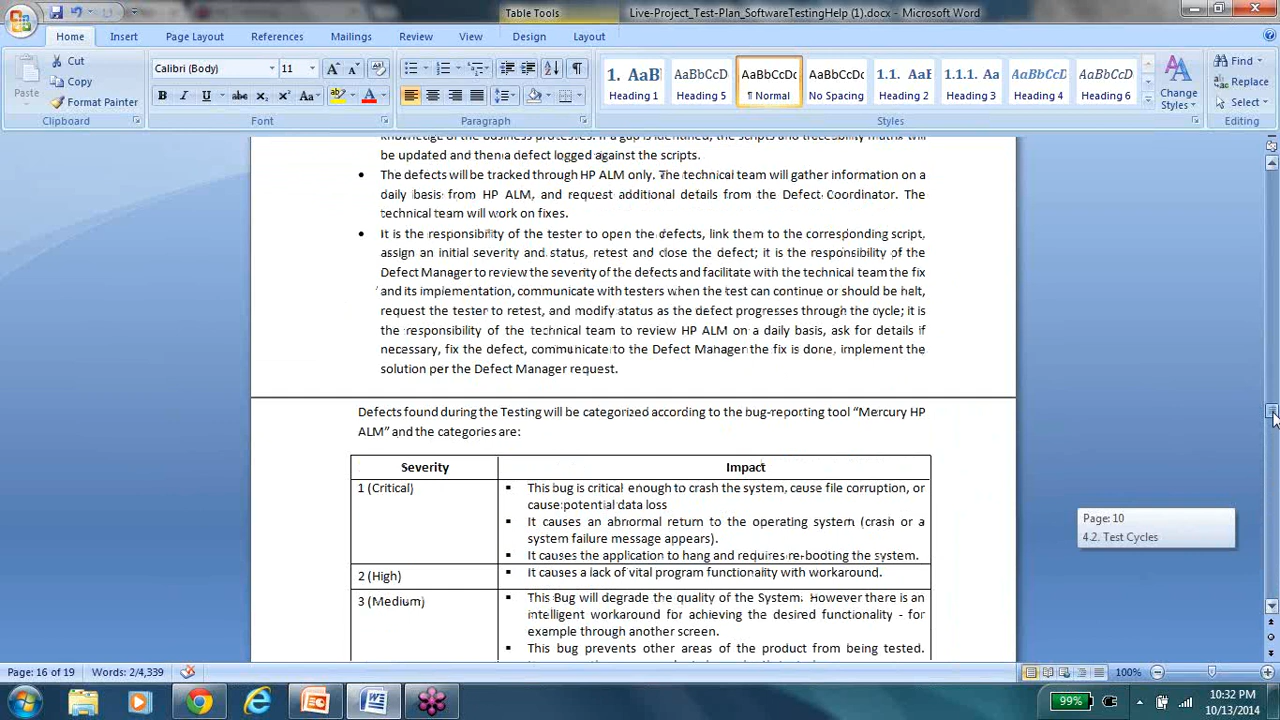 Table Tools
Live-Project_Test-Plan_SoftwareTestingHelp (1).docx - Microsoft Word
Home Insert Page Layout References Mailings Review View Design Layout
Paste
Cut
Copy
Format Painter
Clipboard
Calibri (Body) 11
Font
Paragraph
1. AaB AaBbCcD AaBbCcDc AaBbCcDc 1.1. AaB 1.1.1. Aa AaBbCcD AaBbCcD
Heading 1 Heading 5 ¶ Normal No Spacing Heading 2 Heading 3 Heading 4 Heading 6
Styles
Change Styles
Find
Replace
Select
Editing
be updated and then a defect logged against the scripts.
• The defects will be tracked through HP ALM only. The technical team will gather information on a
daily basis from HP ALM, and request additional details from the Defect Coordinator. The
technical team will work on fixes.
• It is the responsibility of the tester to open the defects, link them to the corresponding script,
assign an initial severity and status, retest and close the defect; it is the responsibility of the
Defect Manager to review the severity of the defects and facilitate with the technical team the fix
and its implementation, communicate with testers when the test can continue or should be halt,
request the tester to retest, and modify status as the defect progresses through the cycle; it is
the responsibility of the technical team to review HP ALM on a daily basis, ask for details if
necessary, fix the defect, communicate to the Defect Manager the fix is done, implement the
solution per the Defect Manager request.
Defects found during the Testing will be categorized according to the bug-reporting tool “Mercury HP
ALM” and the categories are:
Severity Impact
1 (Critical)
▪ This bug is critical enough to crash the system, cause file corruption, or
cause potential data loss
▪ It causes an abnormal return to the operating system (crash or a
system failure message appears).
▪ It causes the application to hang and requires re-booting the system.
2 (High)
▪ It causes a lack of vital program functionality with workaround.
3 (Medium)
▪ This Bug will degrade the quality of the System. However there is an
intelligent workaround for achieving the desired functionality - for
example through another screen.
▪ This bug prevents other areas of the product from being tested.
Page: 10
4.2. Test Cycles
Page: 16 of 19 Words: 2/4,339 100%
99%
10:32 PM
10/13/2014